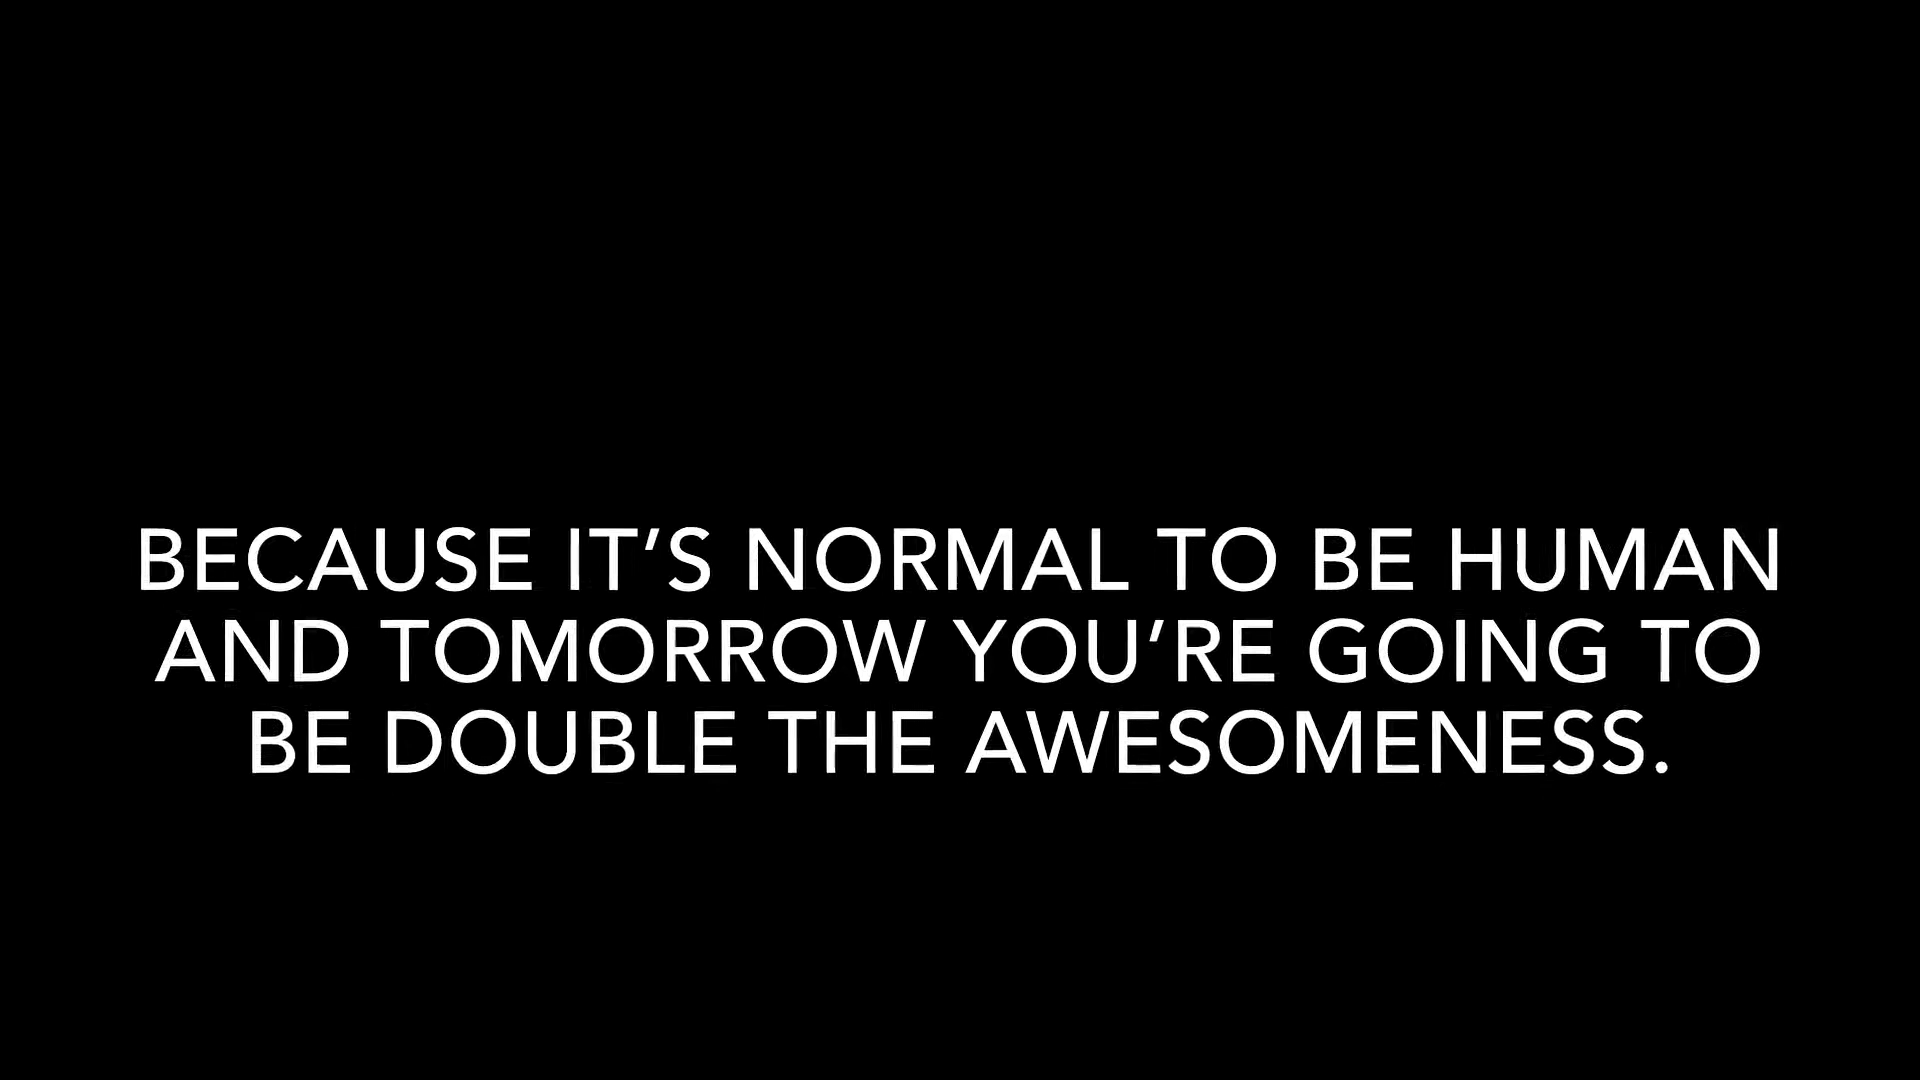 BECAUSE IT’S NORMAL TO BE HUMAN
AND TOMORROW YOU’RE GOING TO
BE DOUBLE THE AWESOMENESS.